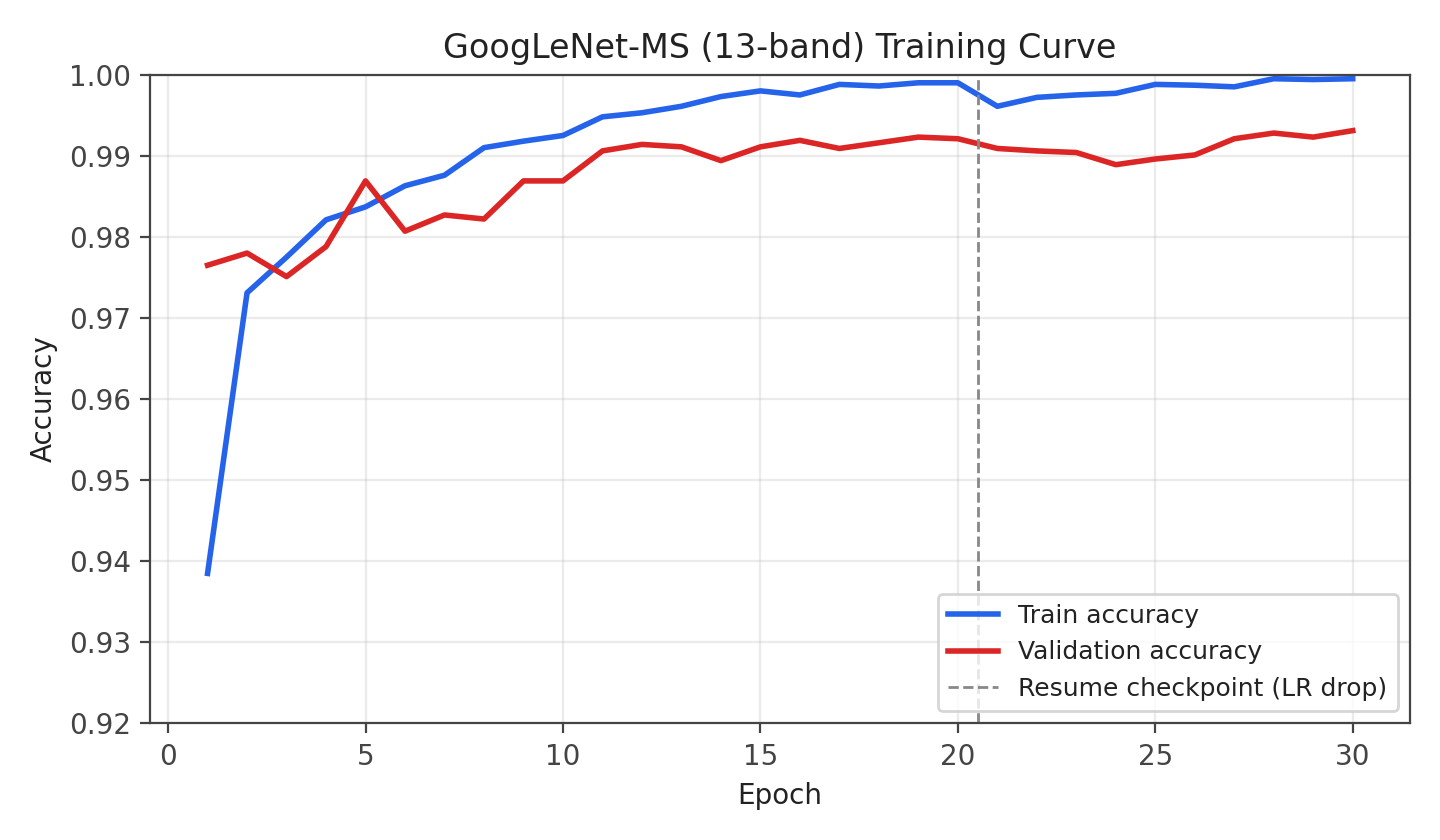 GoogLeNet-MS (13-band) Training Curve
1.00
0.99
0.98
0.97
0.96
0.95
0.94
0.93
0.92
Accuracy
Train accuracy
Validation accuracy
Resume checkpoint (LR drop)
0 5 10 15 20 25 30
Epoch